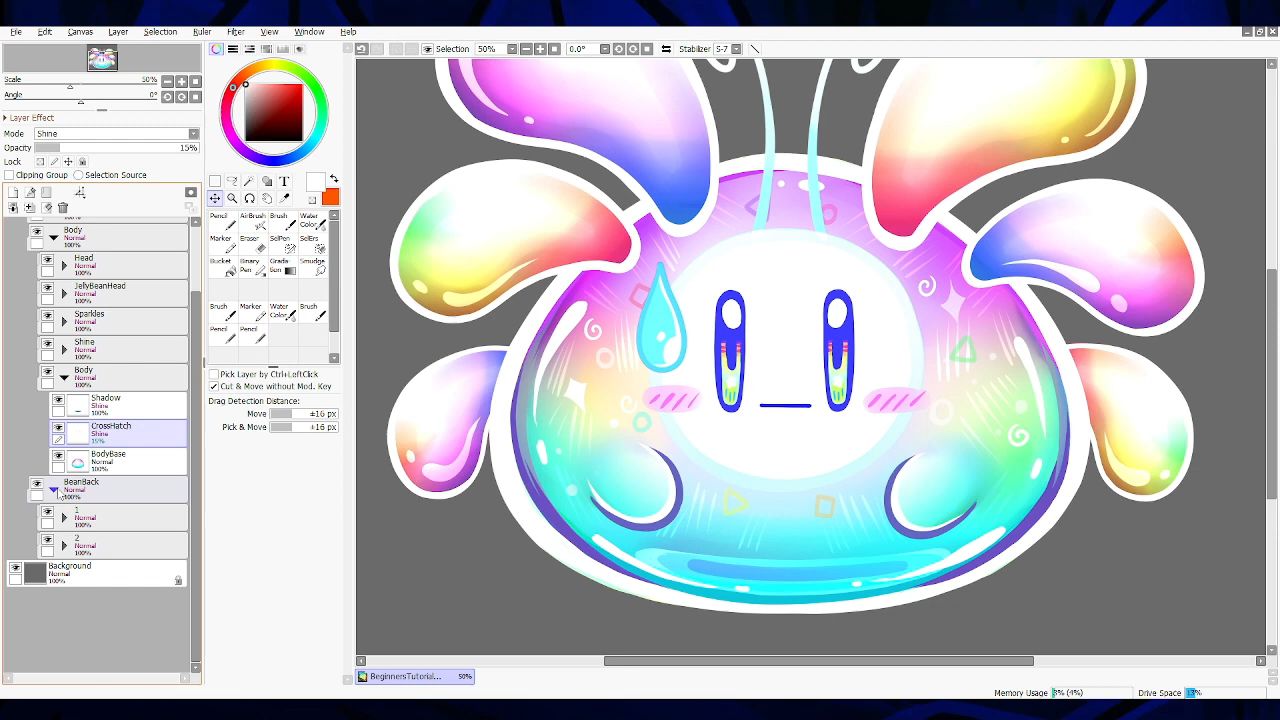 File Edit Canvas Layer Selection Ruler Filter View Window Help
Selection 50% 0.0° Stabilizer S-7
Scale 50%
Angle 0°
Layer Effect
Mode Shine
Opacity 15%
Lock
Clipping Group Selection Source
100%
Body
Normal
100%
Head
Normal
100%
JellyBeanHead
Normal
100%
Sparkles
Normal
100%
Shine
Normal
100%
Body
Normal
100%
Shadow
Shine
100%
CrossHatch
Shine
15%
BodyBase
Normal
100%
BeanBack
Normal
100%
1
Normal
100%
2
Normal
100%
Background
Normal
100%
T
Pencil AirBrush Brush Water Color
Marker Eraser SelPen SelErs
Bucket Binary Pen Grada-tion Smudge
Brush Marker Water Color Brush
Pencil Pencil
Pick Layer by Ctrl+LeftClick
Cut & Move without Mod. Key
Drag Detection Distance:
Move ±16 px
Pick & Move ±16 px
BeginnersTutorial... 50%
Memory Usage 3% (4%) Drive Space 13%